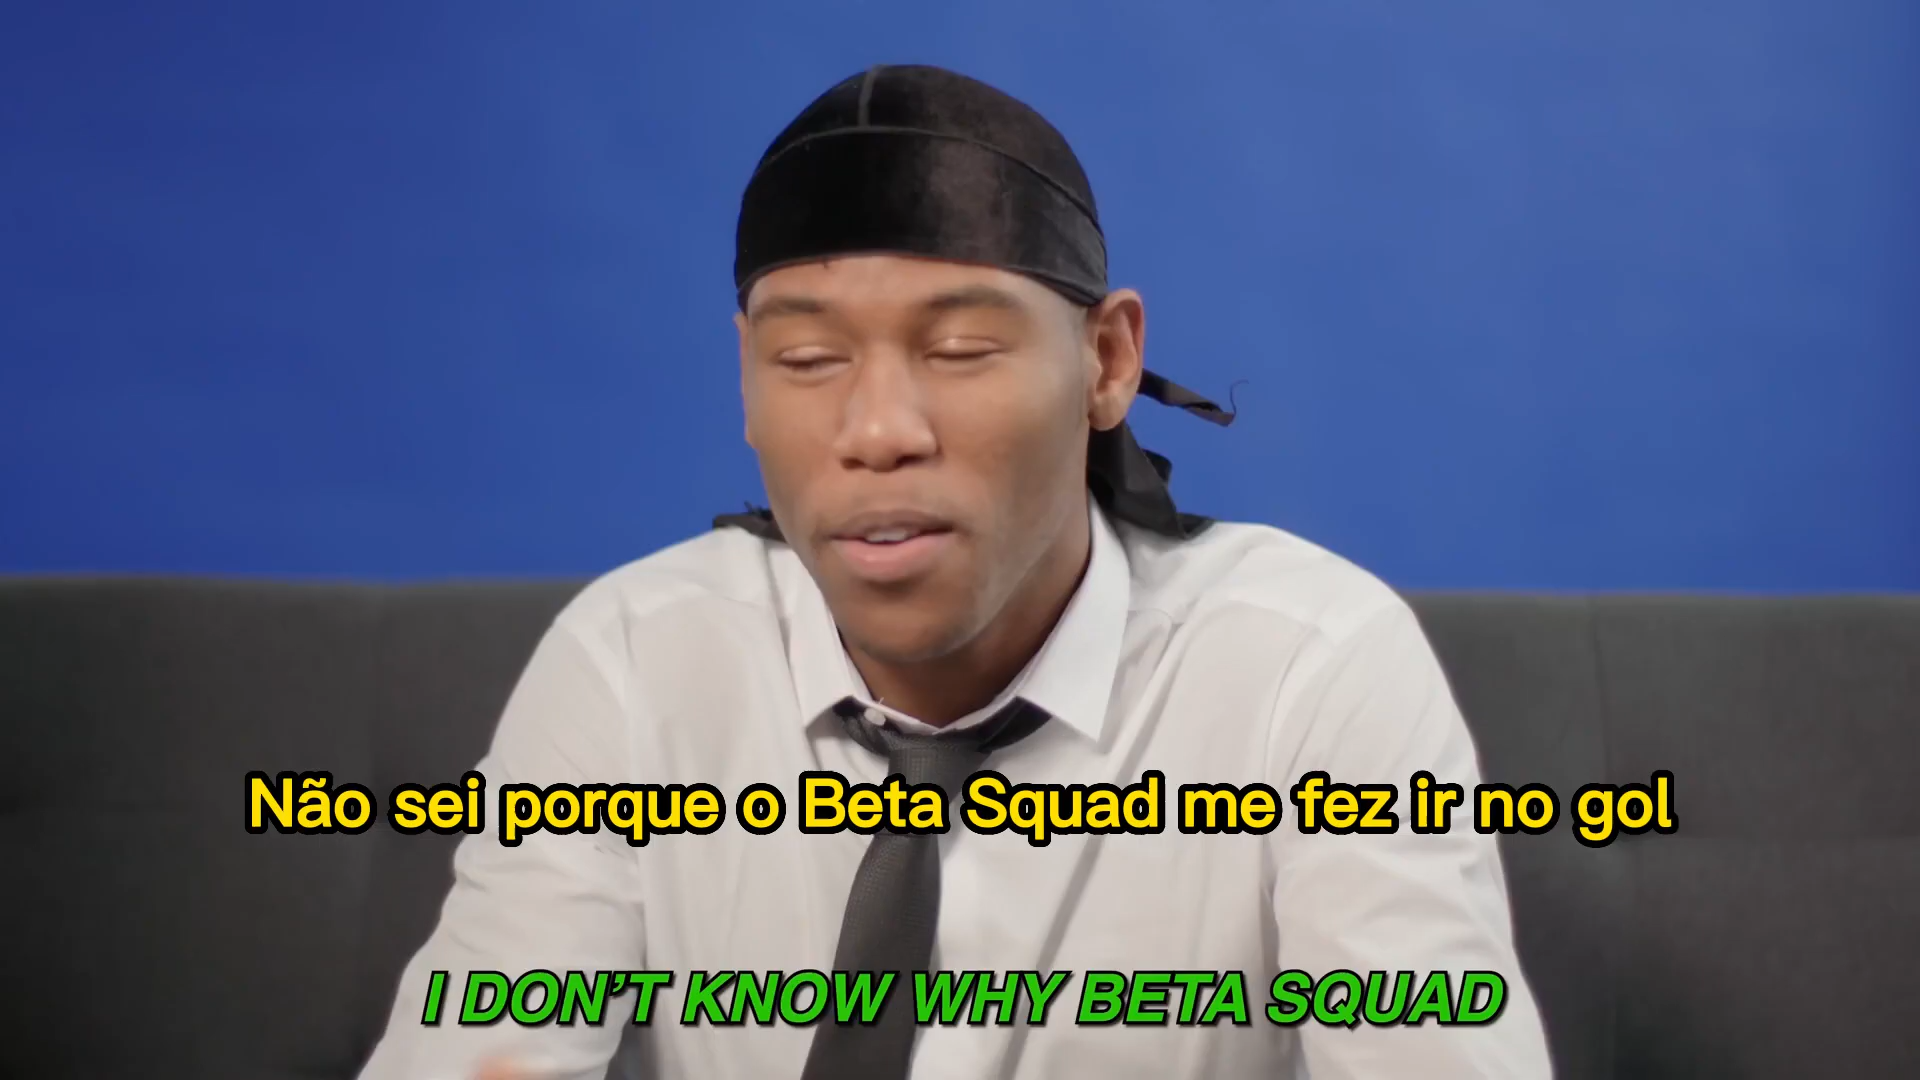 Não sei porque o Beta Squad me fez ir no gol
I DON'T KNOW WHY BETA SQUAD